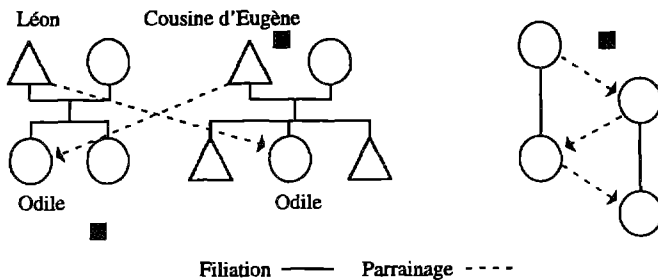 Léon
Cousine d'Eugène
Odile
Odile
Filiation
Parrainage